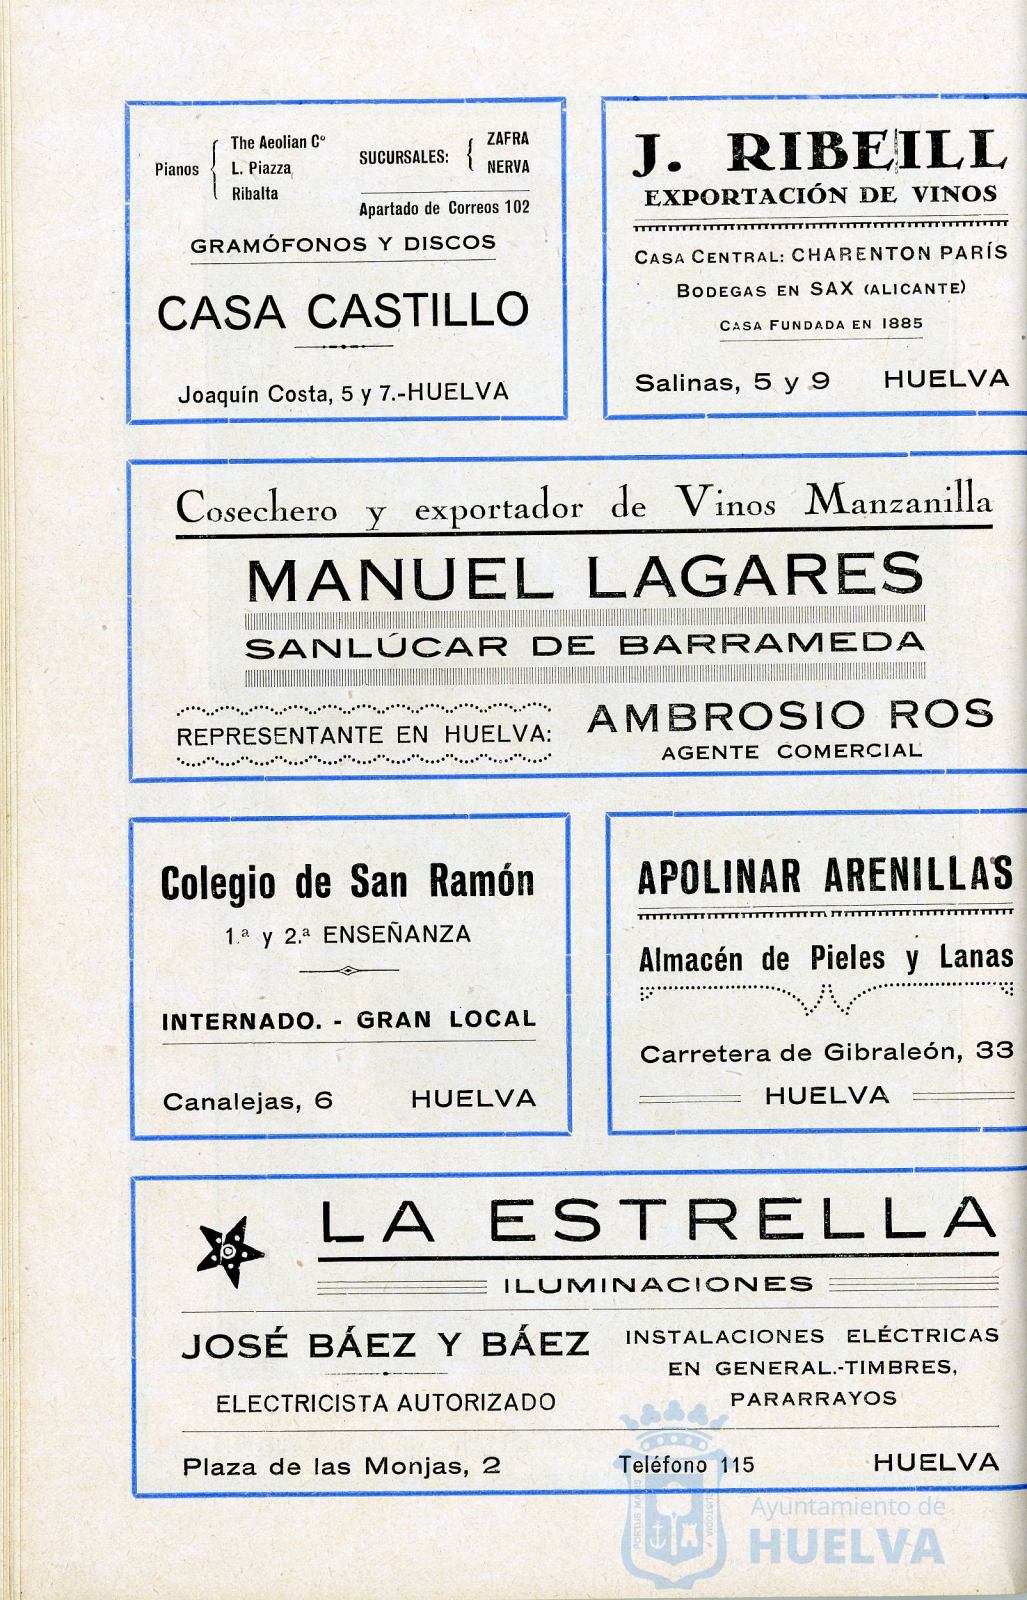 Pianos
The Aeolian Cº
L. Piazza
Ribalta
SUCURSALES:
ZAFRA
NERVA
Apartado de Correos 102
GRAMÓFONOS Y DISCOS
CASA CASTILLO
Joaquín Costa, 5 y 7.-HUELVA
J. RIBEILL
EXPORTACIÓN DE VINOS
CASA CENTRAL: CHARENTON PARÍS
BODEGAS EN SAX (ALICANTE)
CASA FUNDADA EN 1885
Salinas, 5 y 9 HUELVA
Cosechero y exportador de Vinos Manzanilla
MANUEL LAGARES
SANLÚCAR DE BARRAMEDA
REPRESENTANTE EN HUELVA:
AMBROSIO ROS
AGENTE COMERCIAL
Colegio de San Ramón
1.ª y 2.ª ENSEÑANZA
INTERNADO. - GRAN LOCAL
Canalejas, 6 HUELVA
APOLINAR ARENILLAS
Almacén de Pieles y Lanas
Carretera de Gibraleón, 33
HUELVA
LA ESTRELLA
ILUMINACIONES
JOSÉ BÁEZ Y BÁEZ
ELECTRICISTA AUTORIZADO
INSTALACIONES ELÉCTRICAS
EN GENERAL.-TIMBRES,
PARARRAYOS
Plaza de las Monjas, 2 Teléfono 115 HUELVA
PORTUS MARIS
CUSTODIA
Ayuntamiento de
HUELVA